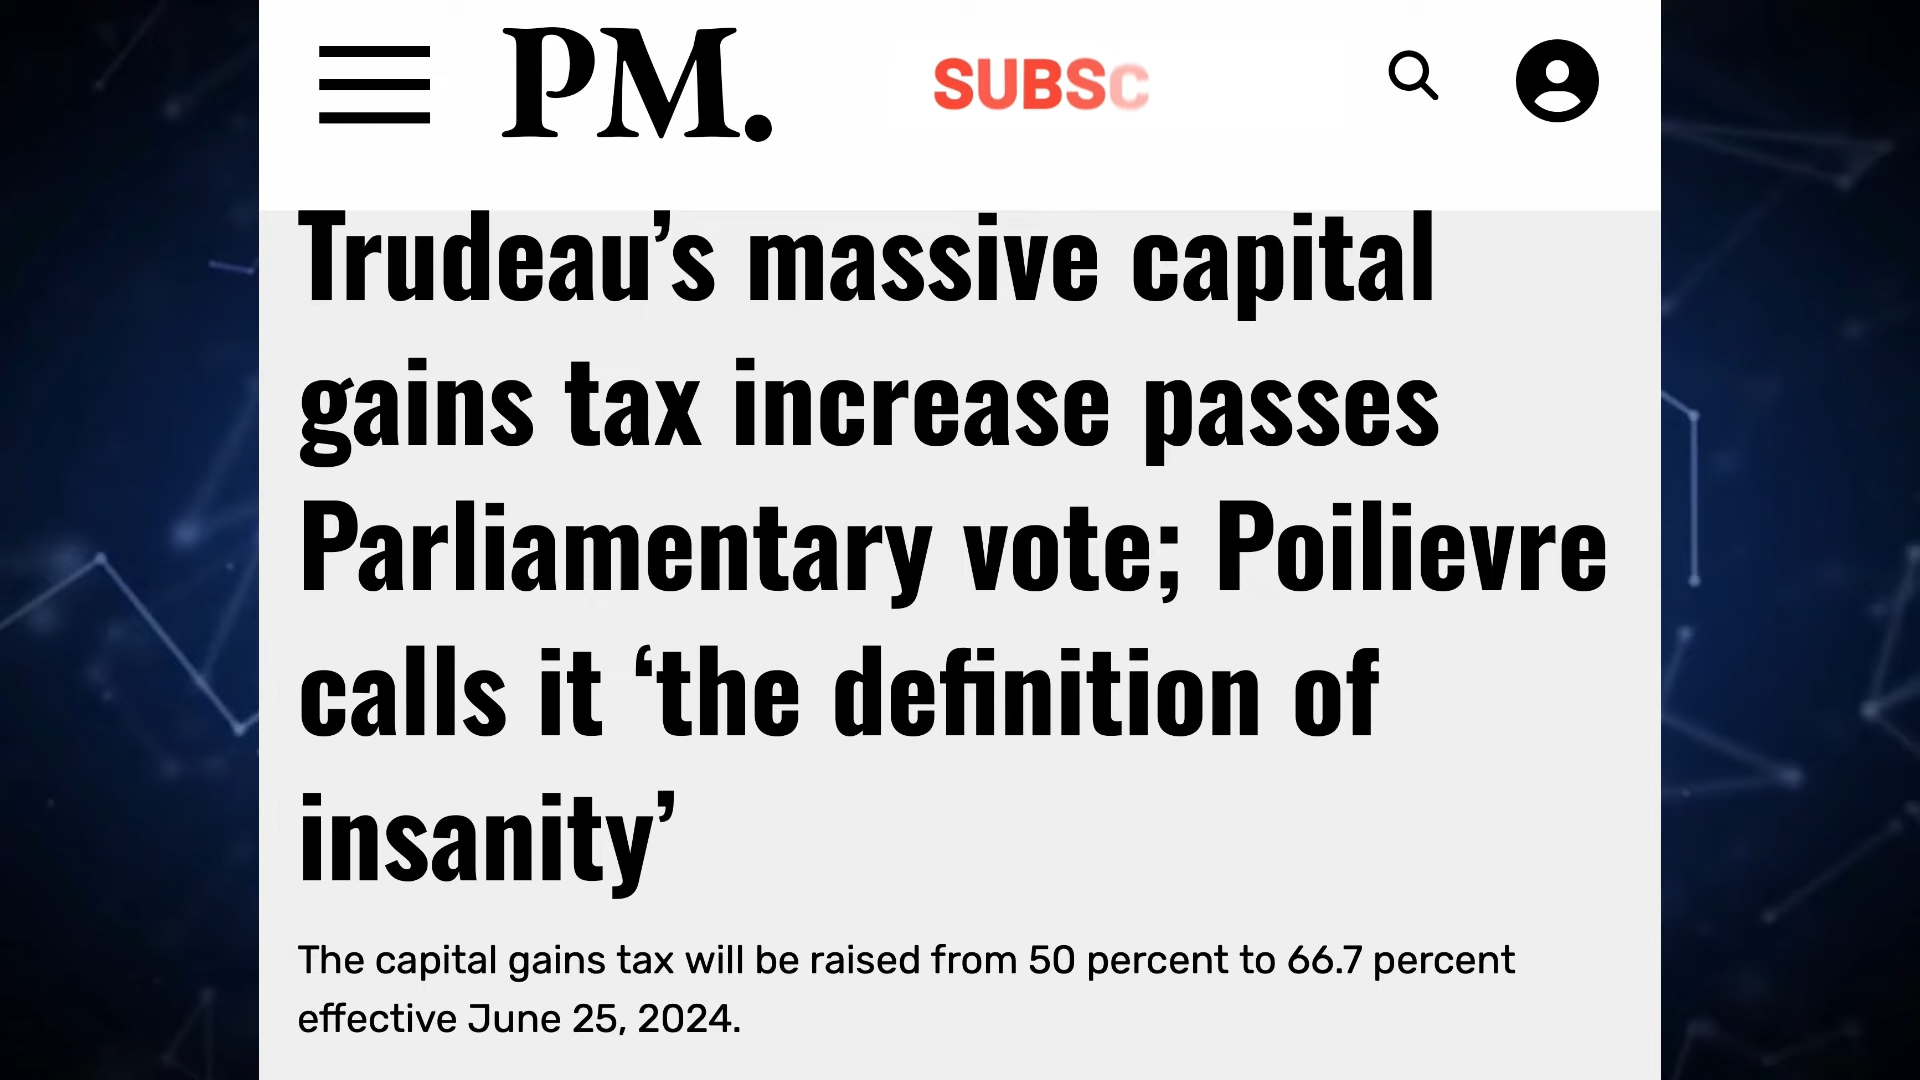 PM.
SUBSC
Trudeau’s massive capital
gains tax increase passes
Parliamentary vote; Poilievre
calls it ‘the definition of
insanity’
The capital gains tax will be raised from 50 percent to 66.7 percent
effective June 25, 2024.